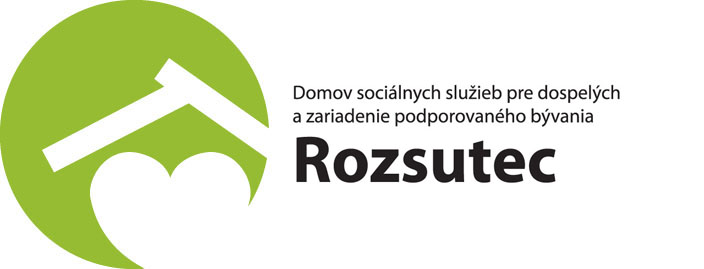 Domov sociálnych služieb pre dospelých
a zariadenie podporovaného bývania
Rozsutec